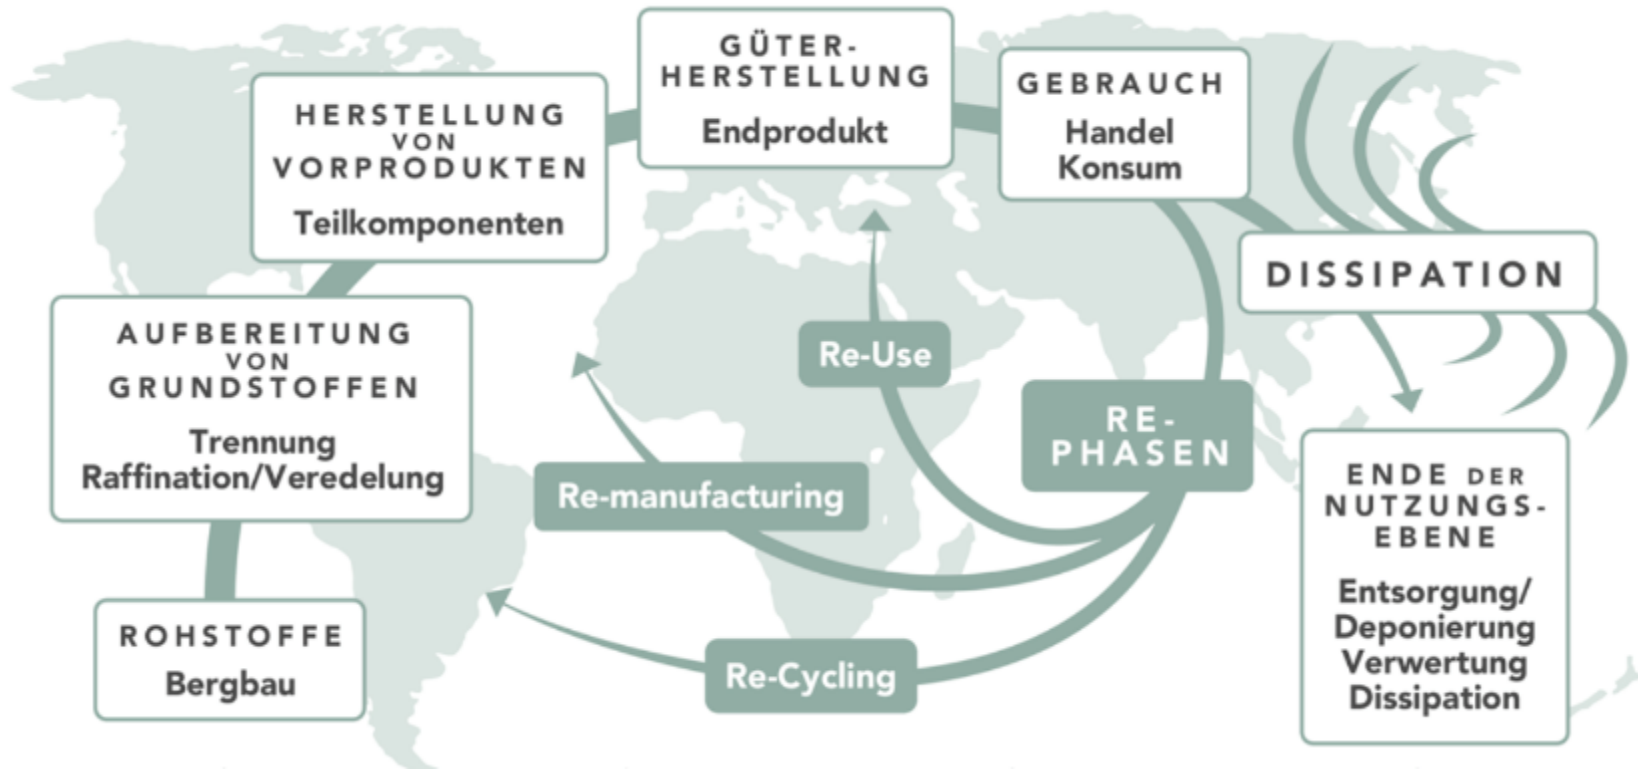 GÜTER-
HERSTELLUNG
Endprodukt
GEBRAUCH
Handel
Konsum
HERSTELLUNG
VON
VORPRODUKTEN
Teilkomponenten
DISSIPATION
AUFBEREITUNG
VON
GRUNDSTOFFEN
Trennung
Raffination/Veredelung
Re-Use
RE-
PHASEN
Re-manufacturing
ENDE DER
NUTZUNGS-
EBENE
Entsorgung/
Deponierung
Verwertung
Dissipation
ROHSTOFFE
Bergbau
Re-Cycling